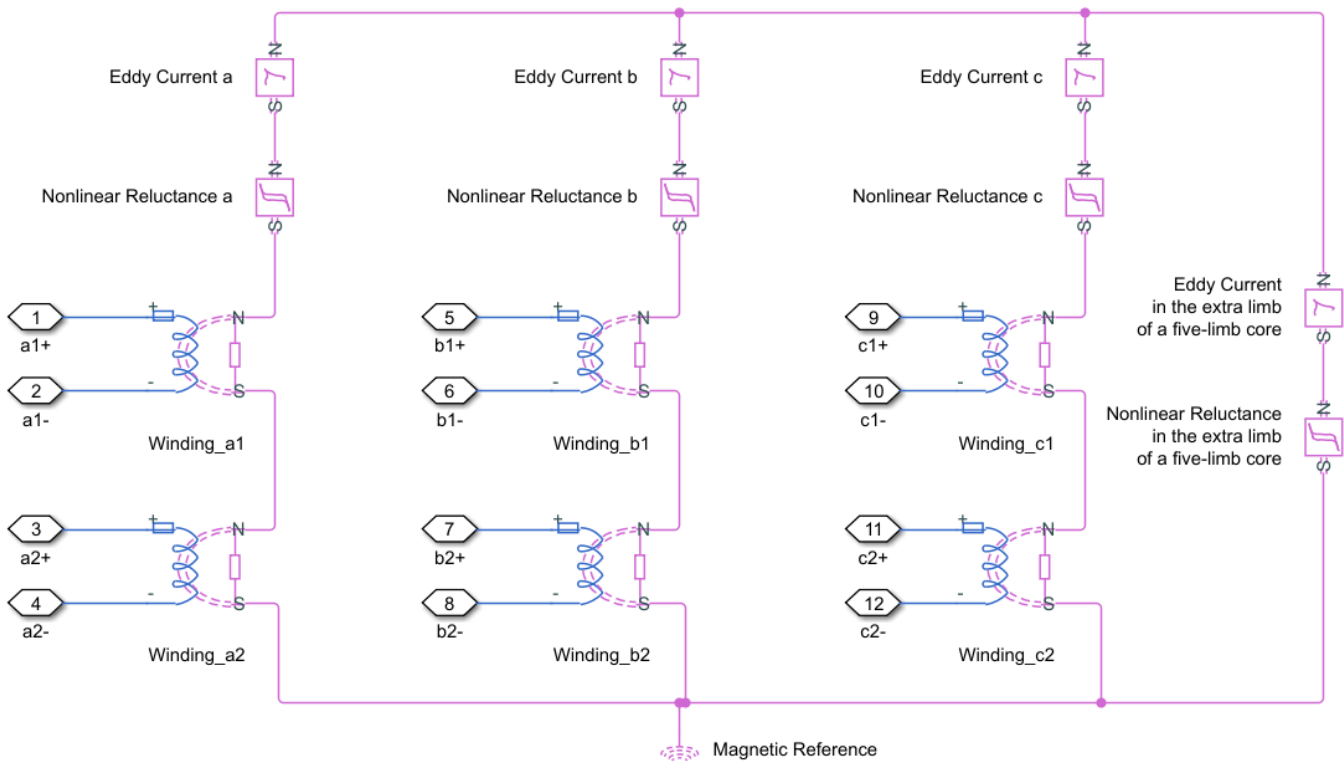 N
N
N
Eddy Current a
Eddy Current b
Eddy Current c
S
S
S
N
N
N
Nonlinear Reluctance a
Nonlinear Reluctance b
Nonlinear Reluctance c
S
S
S
N
Eddy Current
in the extra limb
of a five-limb core
S
+
N
+
N
+
N
1
5
9
a1+
b1+
c1+
-
S
-
S
-
S
2
6
10
a1-
b1-
c1-
N
Nonlinear Reluctance
in the extra limb
of a five-limb core
S
Winding_a1
Winding_b1
Winding_c1
+
N
+
N
+
N
3
7
11
a2+
b2+
c2+
-
S
-
S
-
S
4
8
12
a2-
b2-
c2-
Winding_a2
Winding_b2
Winding_c2
Magnetic Reference